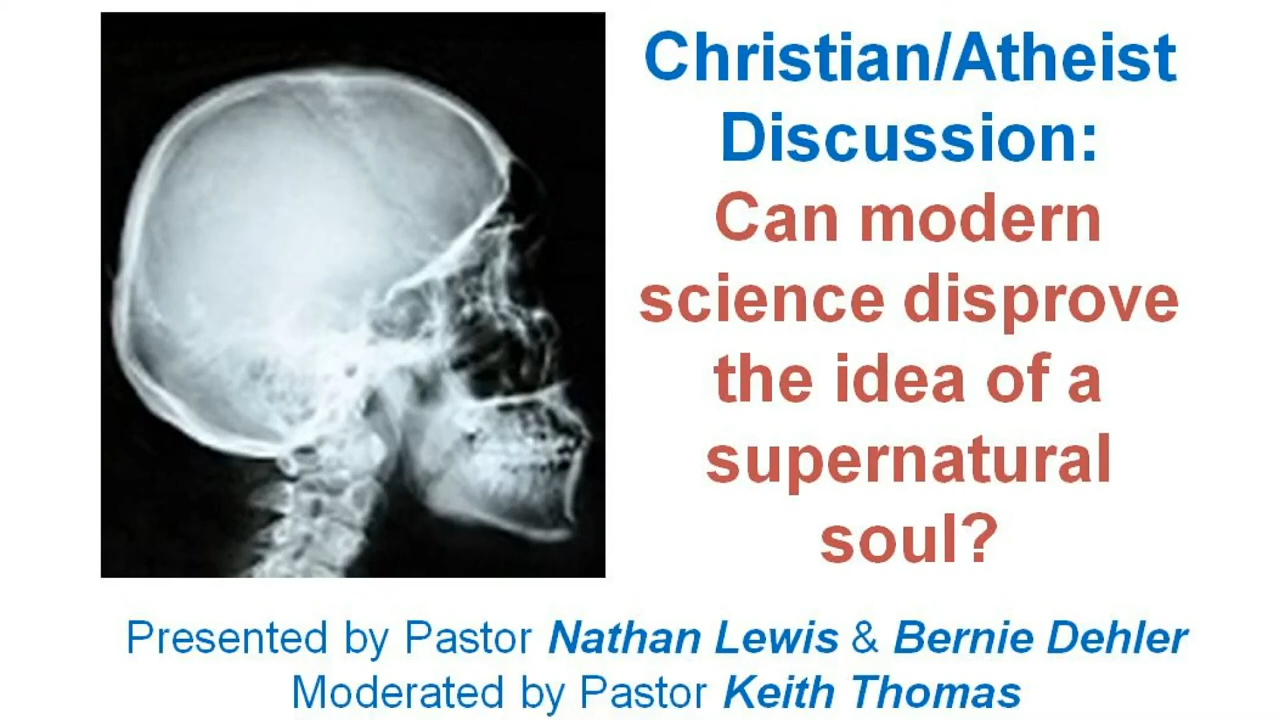 Christian/Atheist
Discussion:
Can modern
science disprove
the idea of a
supernatural
soul?
Presented by Pastor Nathan Lewis & Bernie Dehler
Moderated by Pastor Keith Thomas